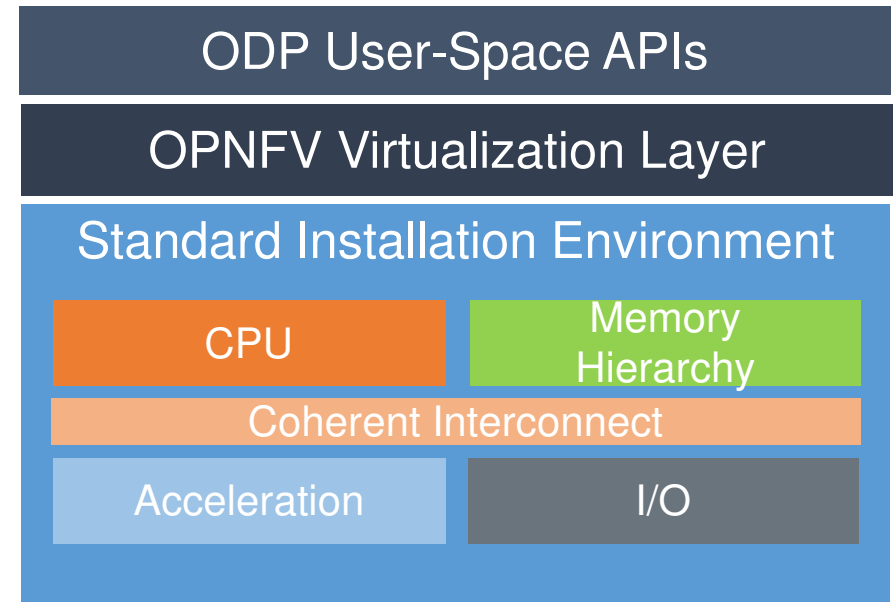 ODP User-Space APIs
OPNFV Virtualization Layer
Standard Installation Environment
CPU
Memory
Hierarchy
Coherent Interconnect
Acceleration
I/O